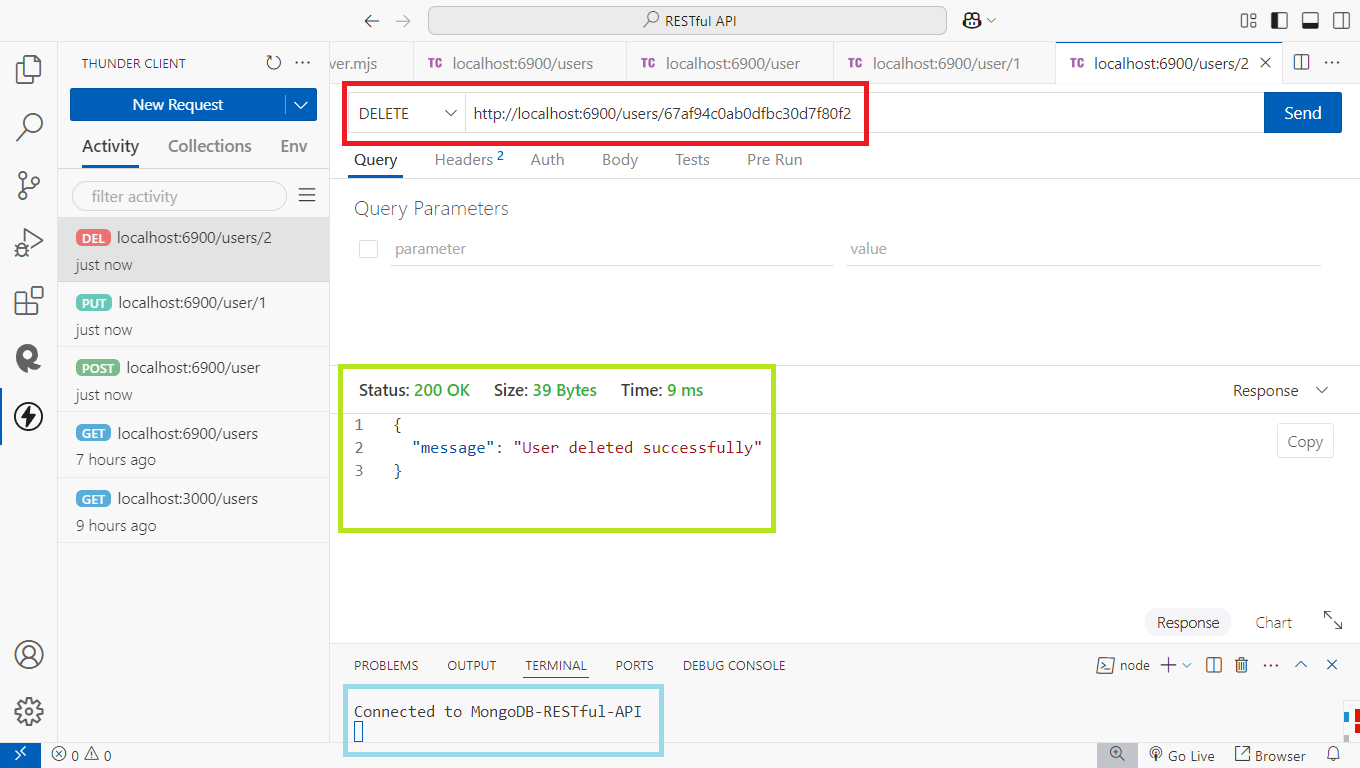 RESTful API
THUNDER CLIENT
New Request
Activity Collections Env
filter activity
DEL localhost:6900/users/2
just now
PUT localhost:6900/user/1
just now
POST localhost:6900/user
just now
GET localhost:6900/users
7 hours ago
GET localhost:3000/users
9 hours ago
ver.mjs TC localhost:6900/users TC localhost:6900/user TC localhost:6900/user/1 TC localhost:6900/users/2
DELETE http://localhost:6900/users/67af94c0ab0dfbc30d7f80f2 Send
Query Headers 2 Auth Body Tests Pre Run
Query Parameters
parameter value
Status: 200 OK Size: 39 Bytes Time: 9 ms Response
1 {
2 "message": "User deleted successfully"
3 }
Copy
Response Chart
PROBLEMS OUTPUT TERMINAL PORTS DEBUG CONSOLE node
Connected to MongoDB-RESTful-API
0 0 Go Live Browser